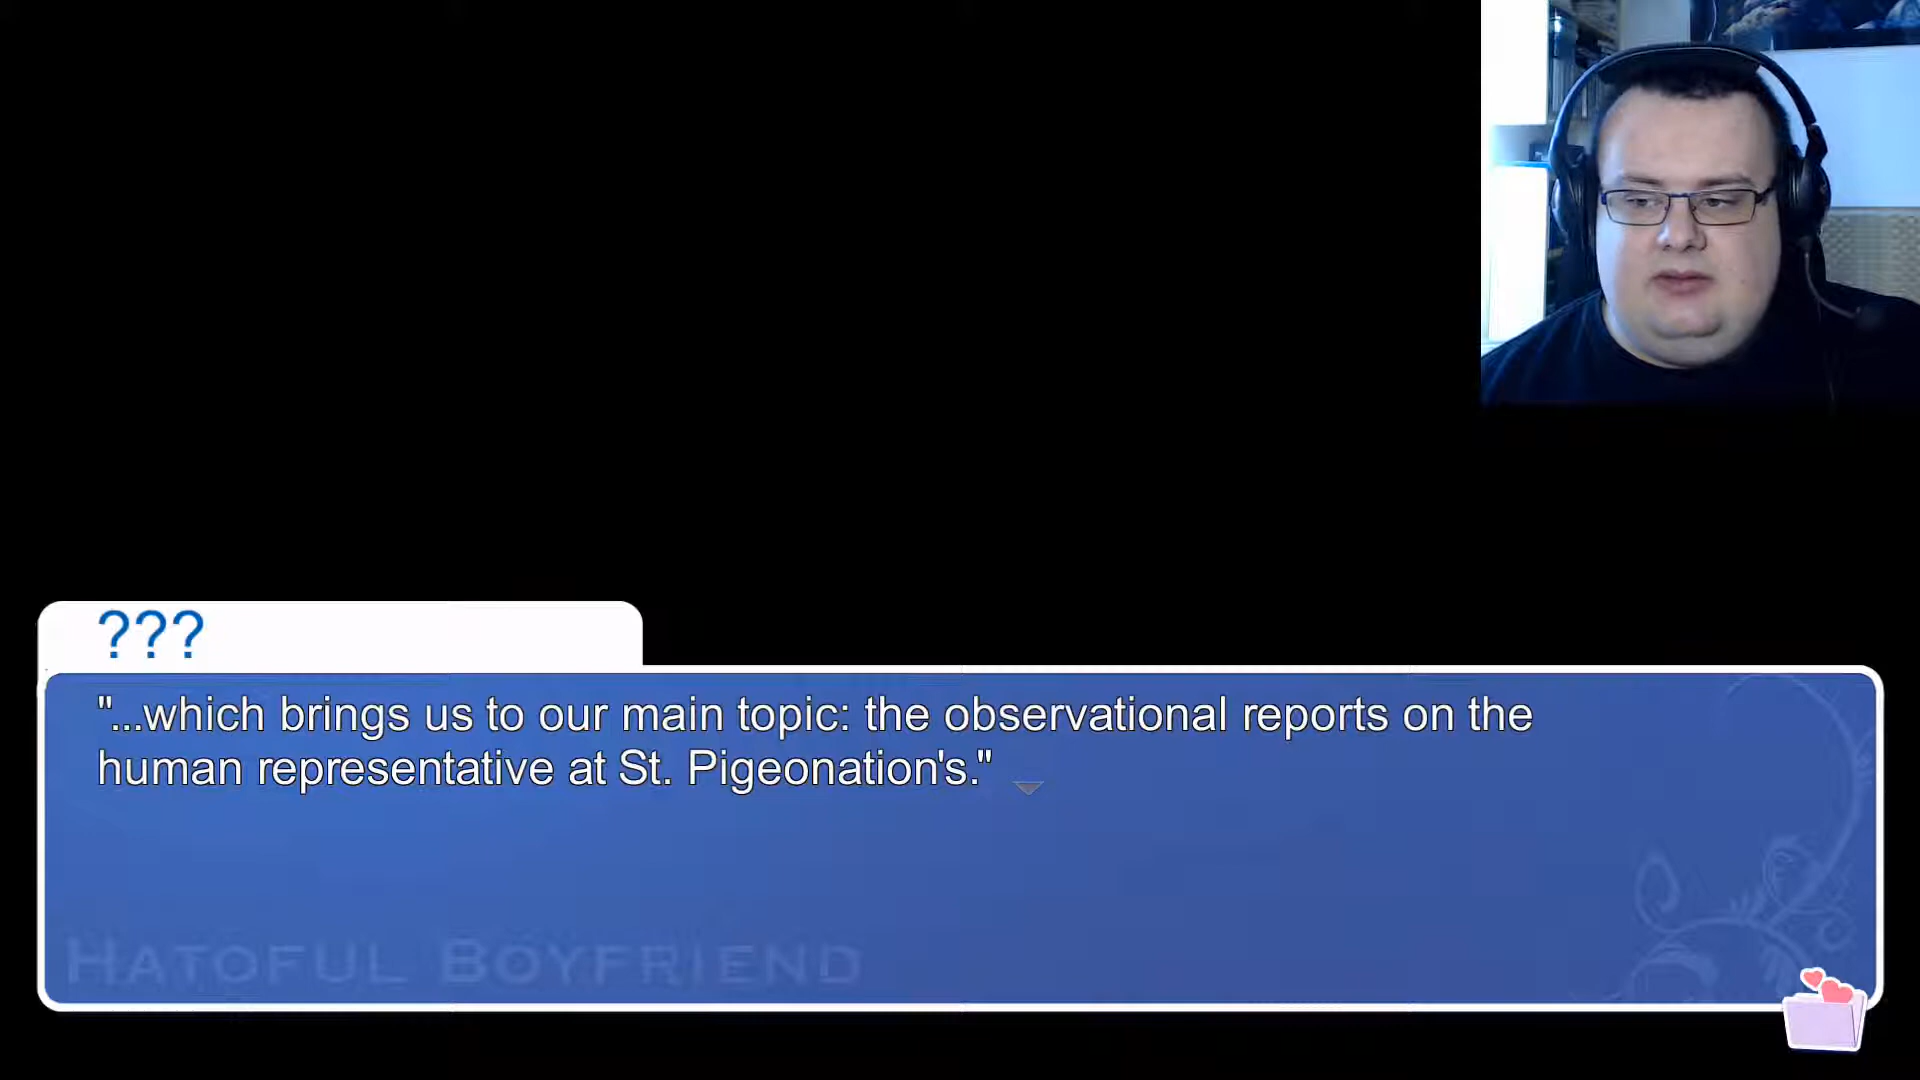 ???
"...which brings us to our main topic: the observational reports on the
human representative at St. Pigeonation's."
HATOFUL BOYFRIEND